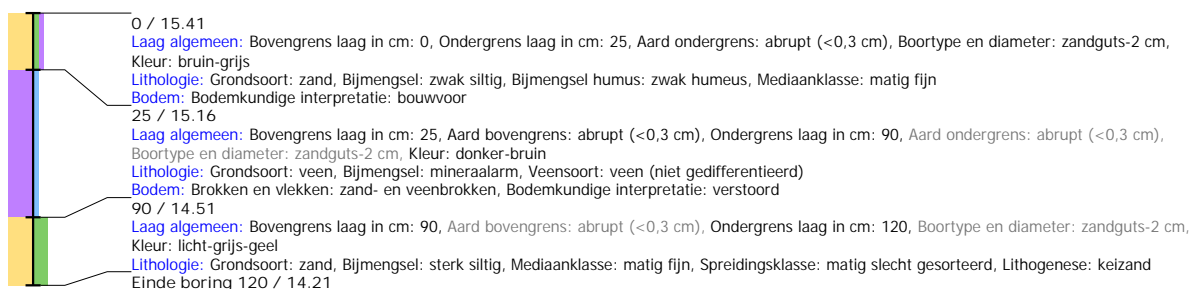 0 / 15.41
Laag algemeen: Bovengrens laag in cm: 0, Ondergrens laag in cm: 25, Aard ondergrens: abrupt (<0,3 cm), Boortype en diameter: zandguts-2 cm,
Kleur: bruin-grijs
Lithologie: Grondsoort: zand, Bijmengsel: zwak siltig, Bijmengsel humus: zwak humeus, Mediaanklasse: matig fijn
Bodem: Bodemkundige interpretatie: bouwvoor
25 / 15.16
Laag algemeen: Bovengrens laag in cm: 25, Aard bovengrens: abrupt (<0,3 cm), Ondergrens laag in cm: 90, Aard ondergrens: abrupt (<0,3 cm),
Boortype en diameter: zandguts-2 cm, Kleur: donker-bruin
Lithologie: Grondsoort: veen, Bijmengsel: mineraalarm, Veensoort: veen (niet gedifferentieerd)
Bodem: Brokken en vlekken: zand- en veenbrokken, Bodemkundige interpretatie: verstoord
90 / 14.51
Laag algemeen: Bovengrens laag in cm: 90, Aard bovengrens: abrupt (<0,3 cm), Ondergrens laag in cm: 120, Boortype en diameter: zandguts-2 cm,
Kleur: licht-grijs-geel
Lithologie: Grondsoort: zand, Bijmengsel: sterk siltig, Mediaanklasse: matig fijn, Spreidingsklasse: matig slecht gesorteerd, Lithogenese: keizand
Einde boring 120 / 14.21